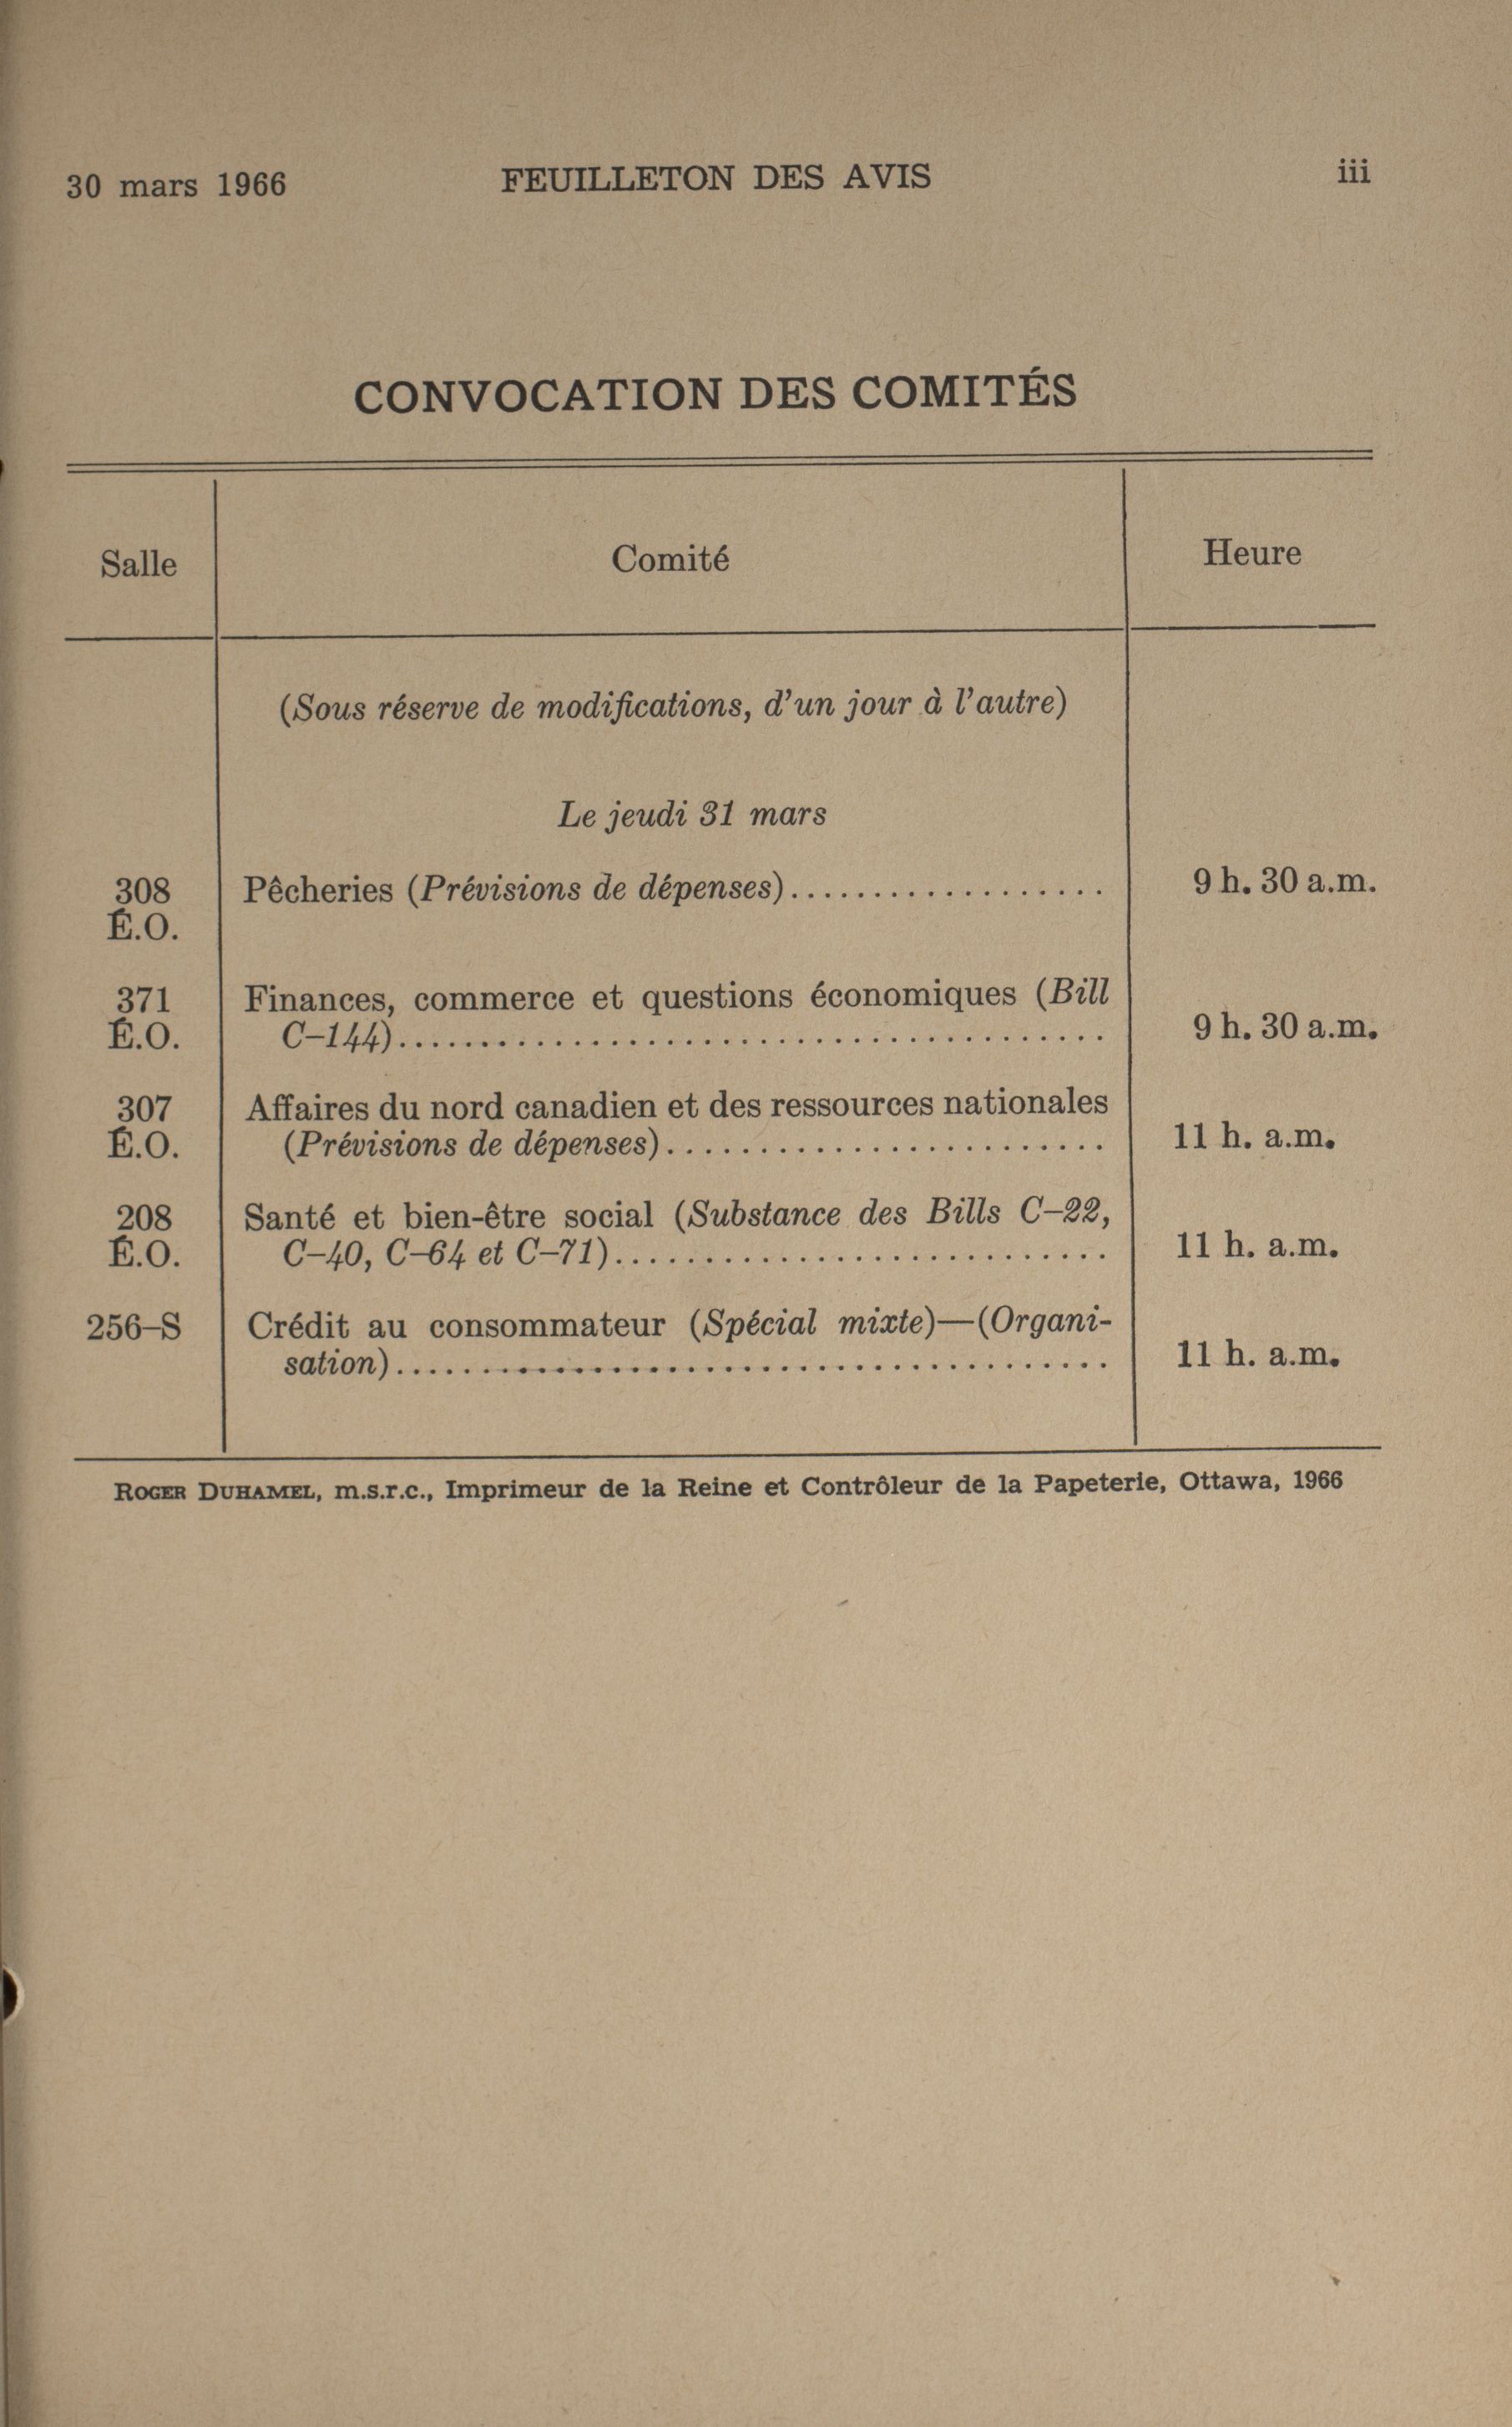 30 mars 1966 FEUILLETON DES AVIS iii
CONVOCATION DES COMITÉS
Salle Comité Heure
(Sous réserve de modifications, d'un jour à l'autre)
Le jeudi 31 mars
308 Pêcheries (Prévisions de dépenses).................. 9 h. 30 a.m.
É.O.
371 Finances, commerce et questions économiques (Bill
É.O. C–144)....................................... 9 h. 30 a.m.
307 Affaires du nord canadien et des ressources nationales
É.O. (Prévisions de dépenses)........................ 11 h. a.m.
208 Santé et bien-être social (Substance des Bills C–22,
É.O. C–40, C–64 et C–71)........................... 11 h. a.m.
256–S Crédit au consommateur (Spécial mixte)—(Organi-
sation)....................................... 11 h. a.m.
ROGER DUHAMEL, m.s.r.c., Imprimeur de la Reine et Contrôleur de la Papeterie, Ottawa, 1966